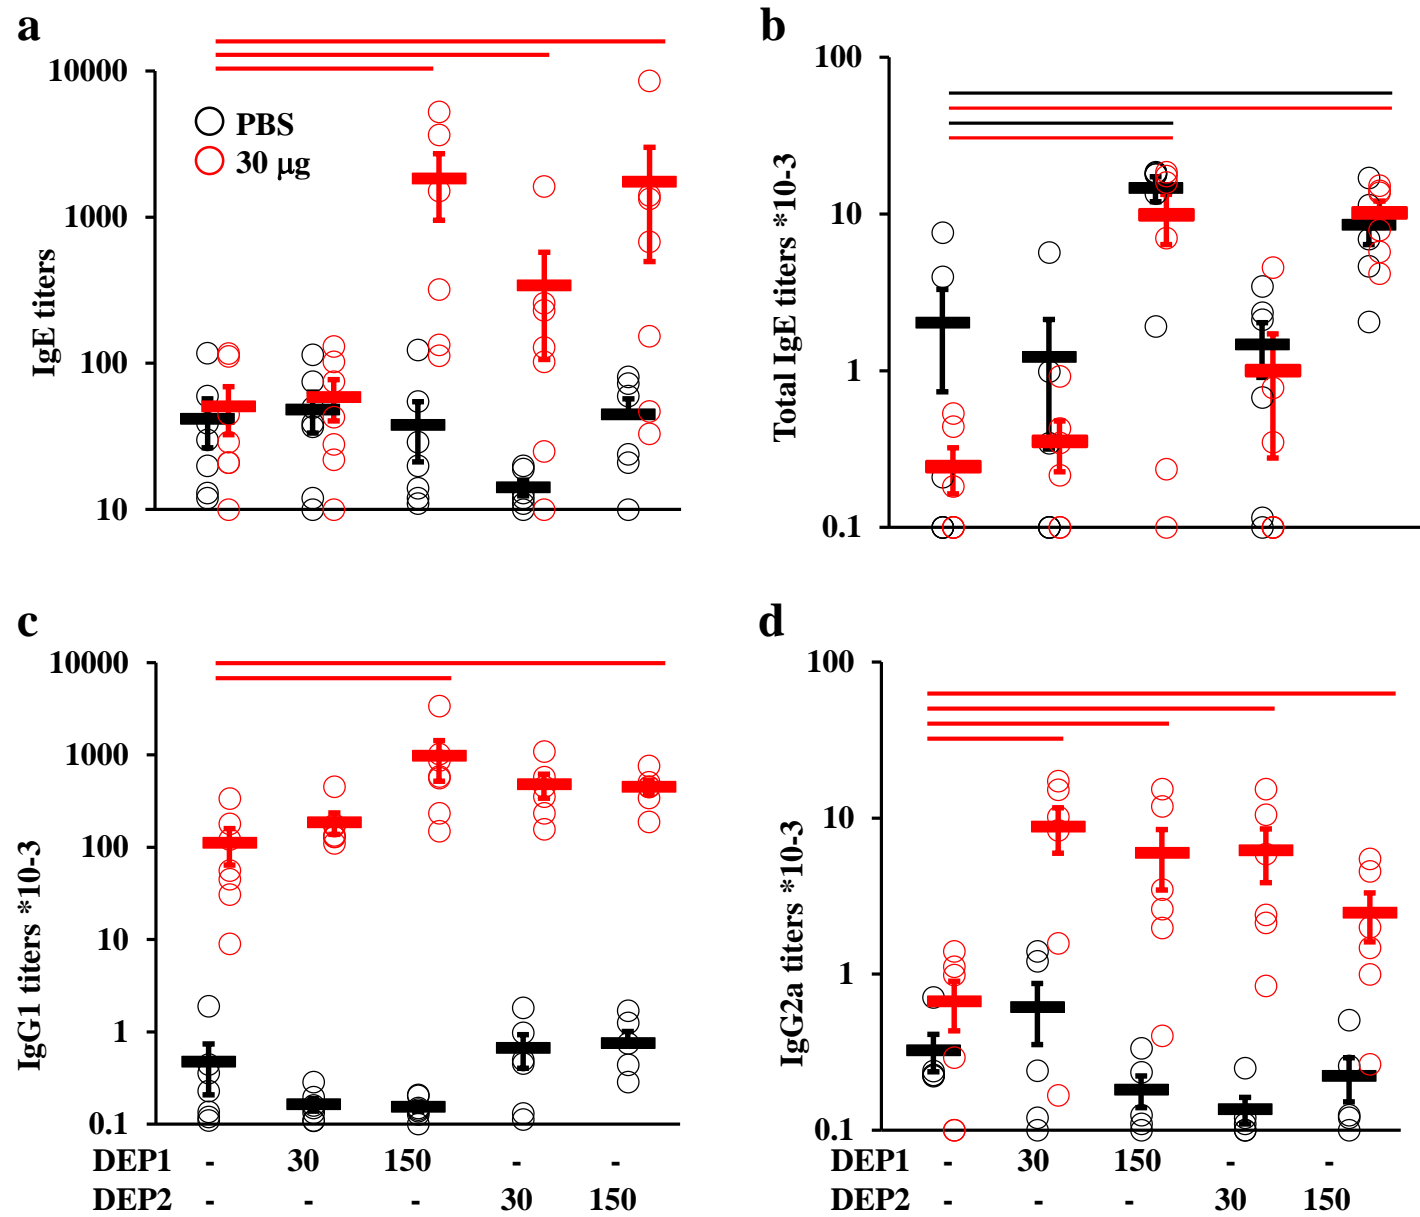 a
10000
1000
100
10
IgE titers
PBS
30 µg
b
100
10
1
0.1
Total IgE titers *10-3
c
10000
1000
100
10
1
0.1
IgG1 titers *10-3
d
100
10
1
0.1
IgG2a titers *10-3
DEP1 - 30 150 - -
DEP2 - - - 30 150
DEP1 - 30 150 - -
DEP2 - - - 30 150